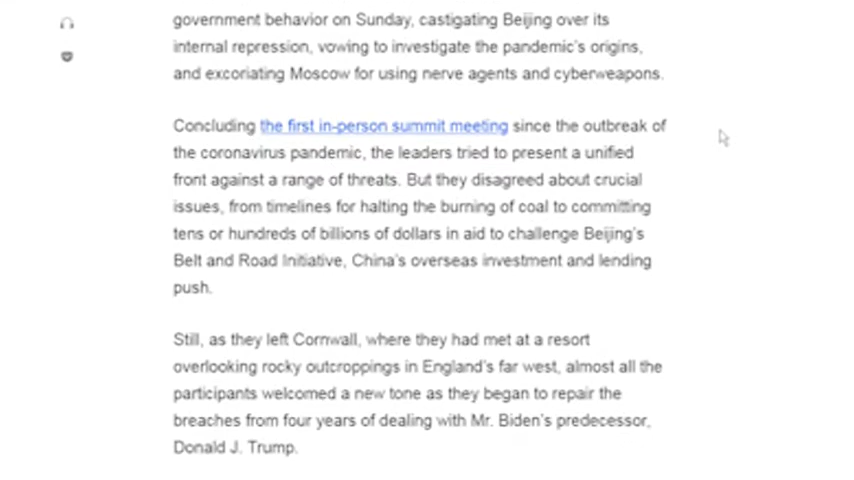 government behavior on Sunday, castigating Beijing over its
internal repression, vowing to investigate the pandemic's origins,
and excoriating Moscow for using nerve agents and cyberweapons.
Concluding the first in-person summit meeting since the outbreak of
the coronavirus pandemic, the leaders tried to present a unified
front against a range of threats. But they disagreed about crucial
issues, from timelines for halting the burning of coal to committing
tens or hundreds of billions of dollars in aid to challenge Beijing's
Belt and Road Initiative, China's overseas investment and lending
push.
Still, as they left Cornwall, where they had met at a resort
overlooking rocky outcroppings in England's far west, almost all the
participants welcomed a new tone as they began to repair the
breaches from four years of dealing with Mr. Biden's predecessor,
Donald J. Trump.